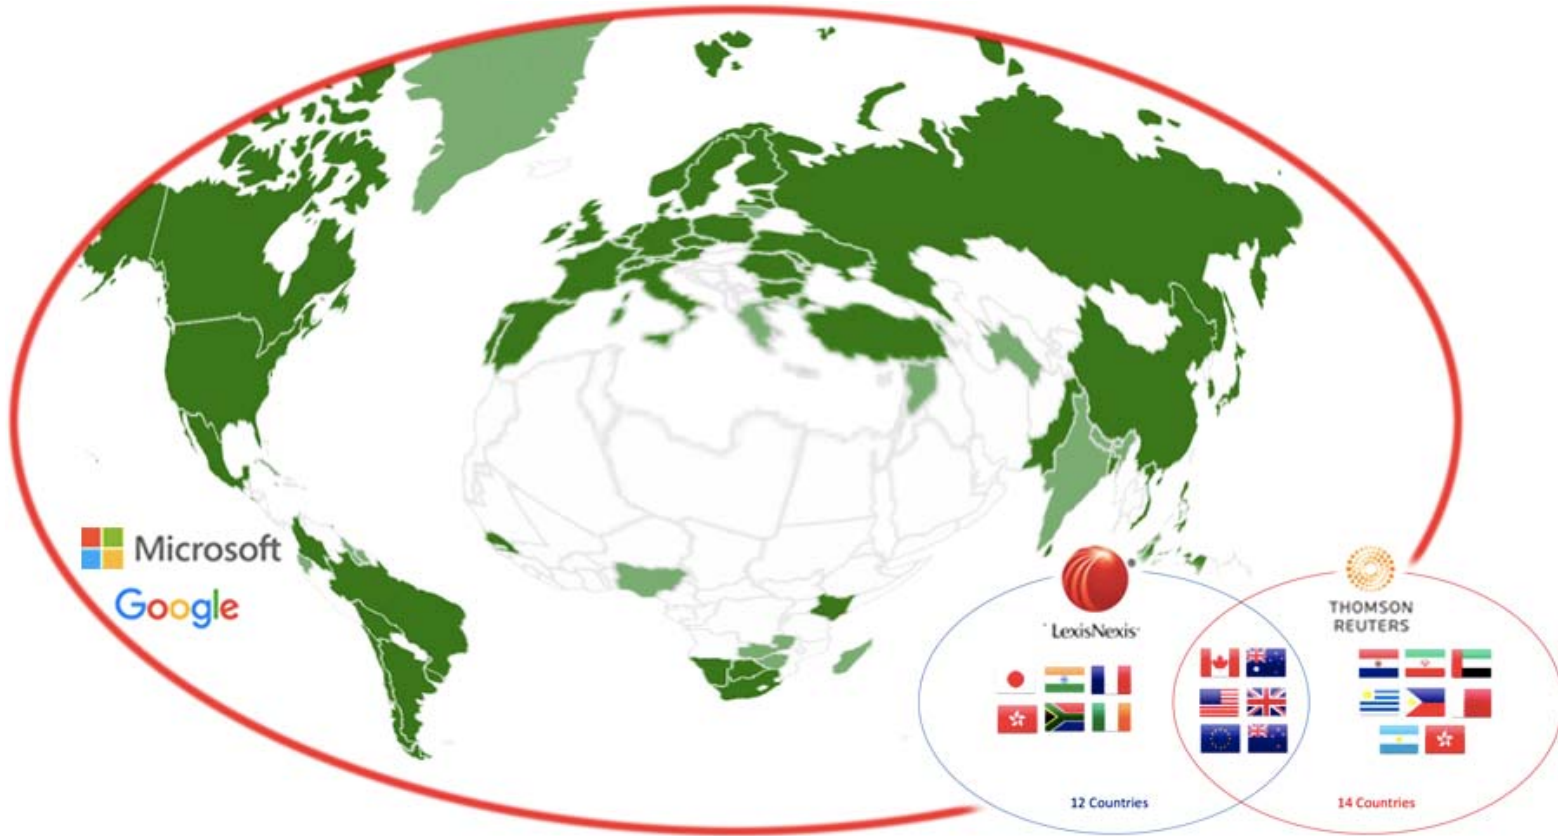 Microsoft
Google
LexisNexis
THOMSON
REUTERS
12 Countries
14 Countries